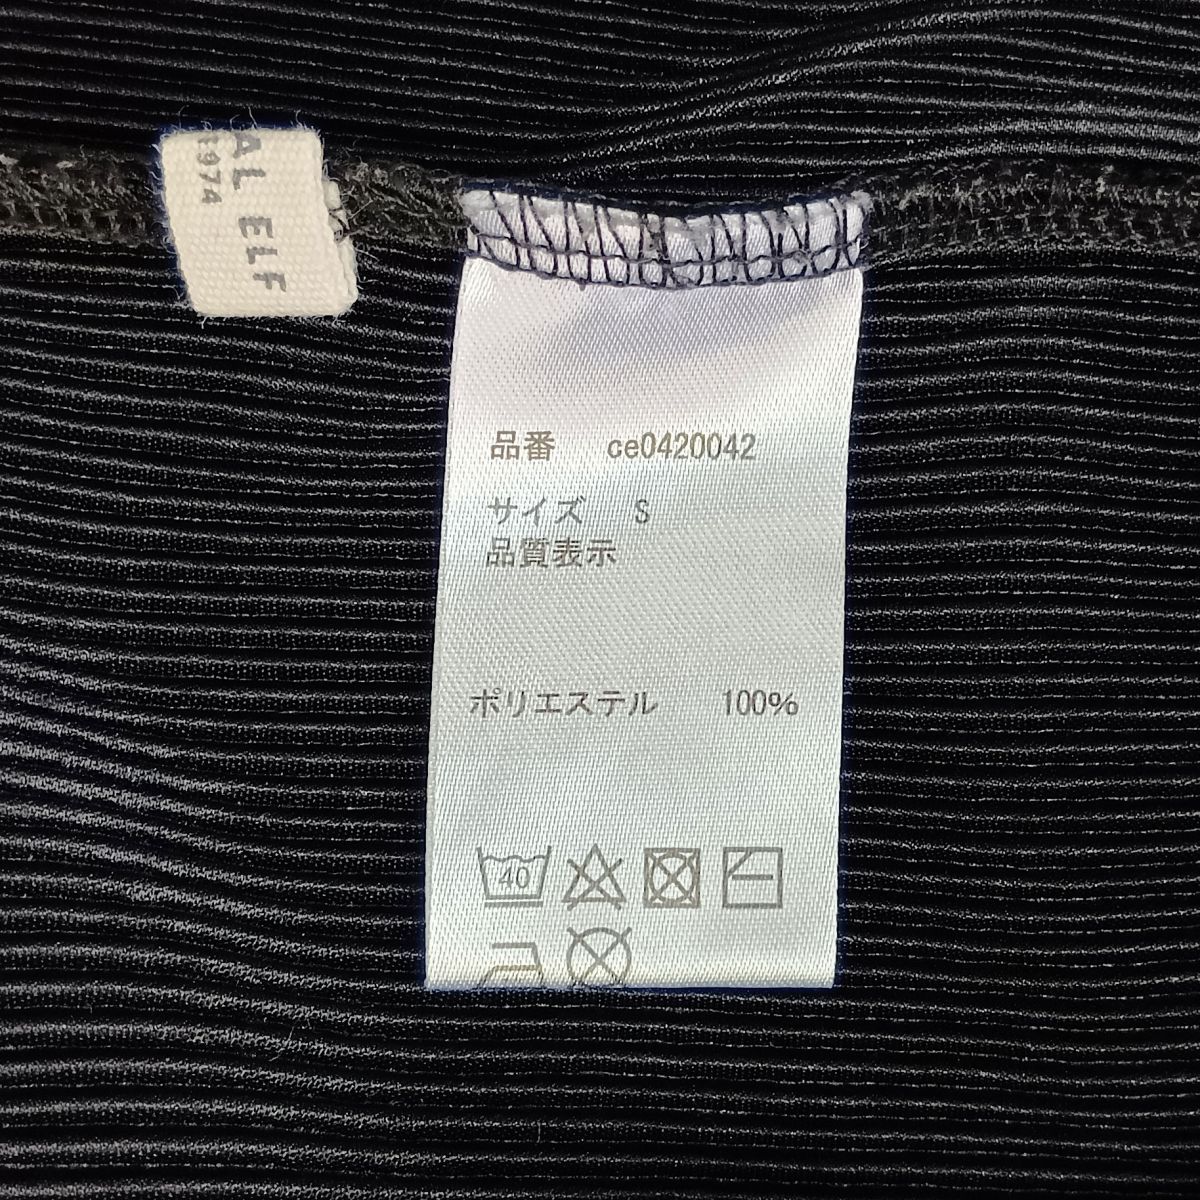 AL ELF
1974
品番 ce0420042
サイズ S
品質表示
ポリエステル 100%
40